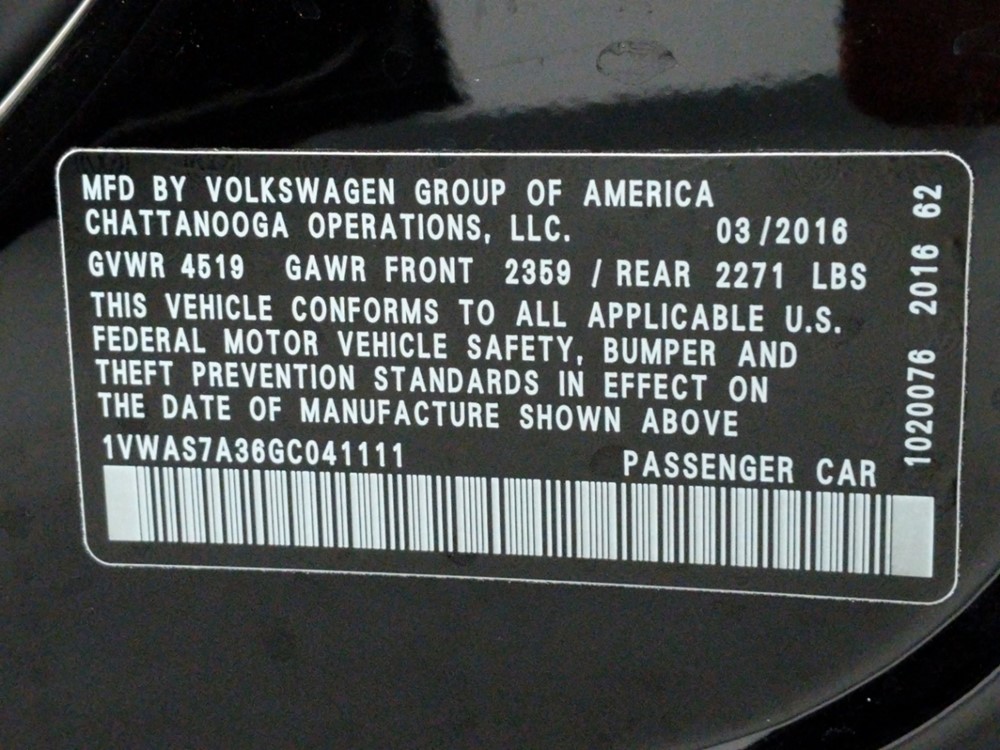 MFD BY VOLKSWAGEN GROUP OF AMERICA
CHATTANOOGA OPERATIONS, LLC. 03/2016
GVWR 4519 GAWR FRONT 2359 / REAR 2271 LBS
THIS VEHICLE CONFORMS TO ALL APPLICABLE U.S.
FEDERAL MOTOR VEHICLE SAFETY, BUMPER AND
THEFT PREVENTION STANDARDS IN EFFECT ON
THE DATE OF MANUFACTURE SHOWN ABOVE
1VWAS7A36GC041111 PASSENGER CAR
10200076 2016 62